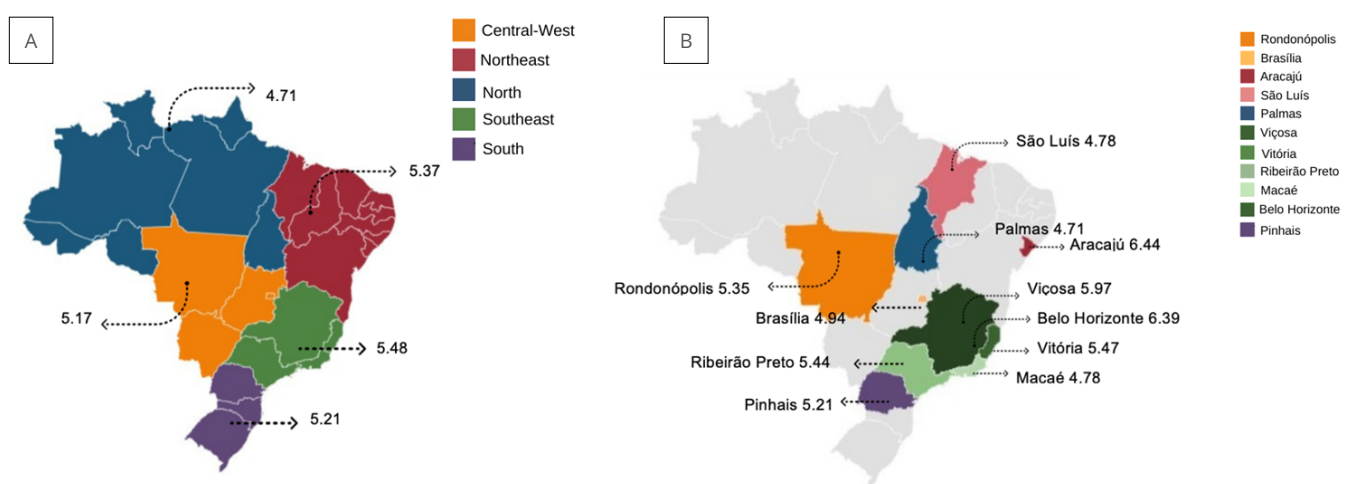 A
Central-West
Northeast
North
Southeast
South
4.71
5.37
5.17
5.48
5.21
B
Rondonópolis
Brasília
Aracajú
São Luís
Palmas
Viçosa
Vitória
Ribeirão Preto
Macaé
Belo Horizonte
Pinhais
São Luís 4.78
Palmas 4.71
Aracajú 6.44
Rondonópolis 5.35
Viçosa 5.97
Brasília 4.94
Belo Horizonte 6.39
Vitória 5.47
Ribeirão Preto 5.44
Macaé 4.78
Pinhais 5.21